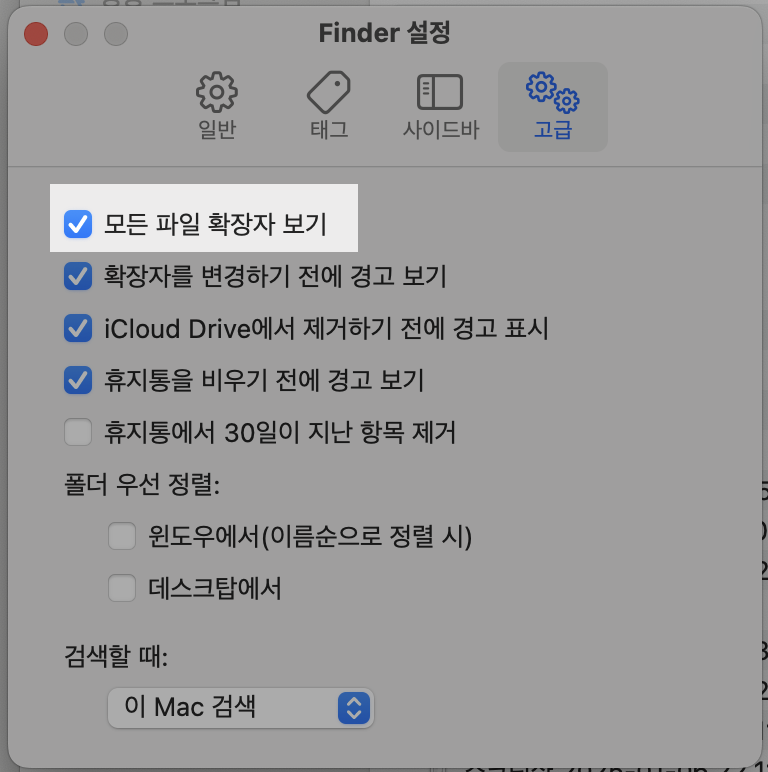 Finder 설정
일반 태그 사이드바 고급
모든 파일 확장자 보기
확장자를 변경하기 전에 경고 보기
iCloud Drive에서 제거하기 전에 경고 표시
휴지통을 비우기 전에 경고 보기
휴지통에서 30일이 지난 항목 제거
폴더 우선 정렬:
윈도우에서(이름순으로 정렬 시)
데스크탑에서
검색할 때:
이 Mac 검색